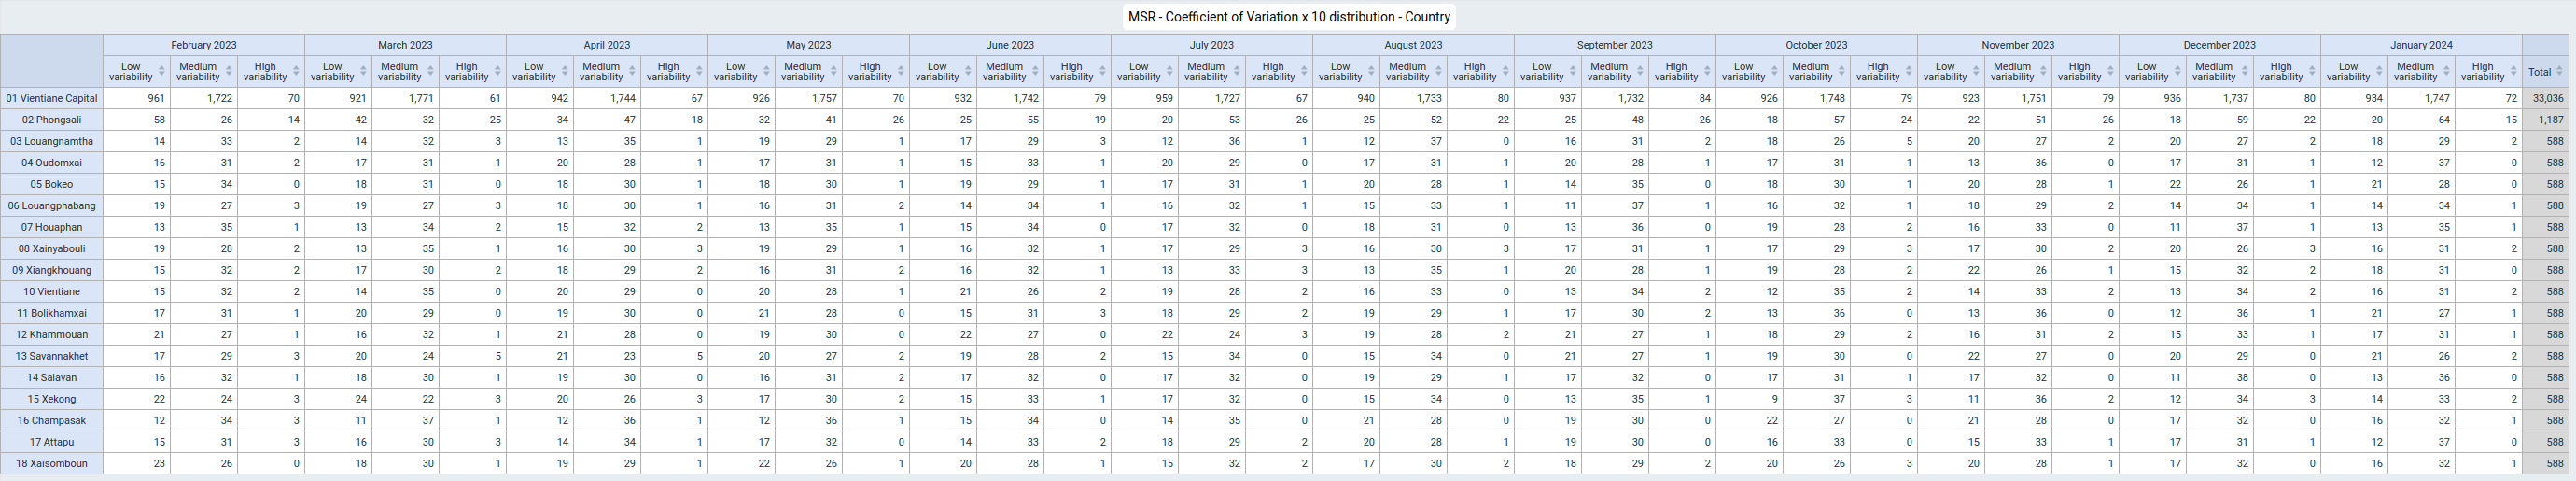 MSR - Coefficient of Variation x 10 distribution - Country
February 2023 March 2023 April 2023 May 2023 June 2023 July 2023 August 2023 September 2023 October 2023 November 2023 December 2023 January 2024
Low variability Medium variability High variability Low variability Medium variability High variability Low variability Medium variability High variability Low variability Medium variability High variability Low variability Medium variability High variability Low variability Medium variability High variability Low variability Medium variability High variability Low variability Medium variability High variability Low variability Medium variability High variability Low variability Medium variability High variability Low variability Medium variability High variability Low variability Medium variability High variability Total
01 Vientiane Capital 961 1,722 70 921 1,771 61 942 1,744 67 926 1,757 70 932 1,742 79 959 1,727 67 940 1,733 80 937 1,732 84 926 1,748 79 923 1,751 79 936 1,737 80 934 1,747 72 33,036
02 Phongsali 58 26 14 42 32 25 34 47 18 32 41 26 25 55 19 20 53 26 25 52 22 25 48 26 18 57 24 22 51 26 18 59 22 20 64 15 1,187
03 Louangnamtha 14 33 2 14 32 3 13 35 1 19 29 1 17 29 3 12 36 1 12 37 0 16 31 2 18 26 5 20 27 2 20 27 2 18 29 2 588
04 Oudomxai 16 31 2 17 31 1 20 28 1 17 31 1 15 33 1 20 29 0 17 31 1 20 28 1 17 31 1 13 36 0 17 31 1 12 37 0 588
05 Bokeo 15 34 0 18 31 0 18 30 1 18 30 1 19 29 1 17 31 1 20 28 1 14 35 0 18 30 1 20 28 1 22 26 1 21 28 0 588
06 Louangphabang 19 27 3 19 27 3 18 30 1 16 31 2 14 34 1 16 32 1 15 33 1 11 37 1 16 32 1 18 29 2 14 34 1 14 34 1 588
07 Houaphan 13 35 1 13 34 2 15 32 2 13 35 1 15 34 0 17 32 0 18 31 0 13 36 0 19 28 2 16 33 0 11 37 1 13 35 1 588
08 Xainyabouli 19 28 2 13 35 1 16 30 3 19 29 1 16 32 1 17 29 3 16 30 3 17 31 1 17 29 3 17 30 2 20 26 3 16 31 2 588
09 Xiangkhouang 15 32 2 17 30 2 18 29 2 16 31 2 16 32 1 13 33 3 13 35 1 20 28 1 19 28 2 22 26 1 15 32 2 18 31 0 588
10 Vientiane 15 32 2 14 35 0 20 29 0 20 28 1 21 26 2 19 28 2 16 33 0 13 34 2 12 35 2 14 33 2 13 34 2 16 31 2 588
11 Bolikhamxai 17 31 1 20 29 0 19 30 0 21 28 0 15 31 3 18 29 2 19 29 1 17 30 2 13 36 0 13 36 0 12 36 1 21 27 1 588
12 Khammouan 21 27 1 16 32 1 21 28 0 19 30 0 22 27 0 22 24 3 19 28 2 21 27 1 18 29 2 16 31 2 15 33 1 17 31 1 588
13 Savannakhet 17 29 3 20 24 5 21 23 5 20 27 2 19 28 2 15 34 0 15 34 0 21 27 1 19 30 0 22 27 0 20 29 0 21 26 2 588
14 Salavan 16 32 1 18 30 1 19 30 0 16 31 2 17 32 0 17 32 0 19 29 1 17 32 0 17 31 1 17 32 0 11 38 0 13 36 0 588
15 Xekong 22 24 3 24 22 3 20 26 3 17 30 2 15 33 1 17 32 0 15 34 0 13 35 1 9 37 3 11 36 2 12 34 3 14 33 2 588
16 Champasak 12 34 3 11 37 1 12 36 1 12 36 1 15 34 0 14 35 0 21 28 0 19 30 0 22 27 0 21 28 0 17 32 0 16 32 1 588
17 Attapu 15 31 3 16 30 3 14 34 1 17 32 0 14 33 2 18 29 2 20 28 1 19 30 0 16 33 0 15 33 1 17 31 1 12 37 0 588
18 Xaisomboun 23 26 0 18 30 1 19 29 1 22 26 1 20 28 1 15 32 2 17 30 2 18 29 2 20 26 3 20 28 1 17 32 0 16 32 1 588